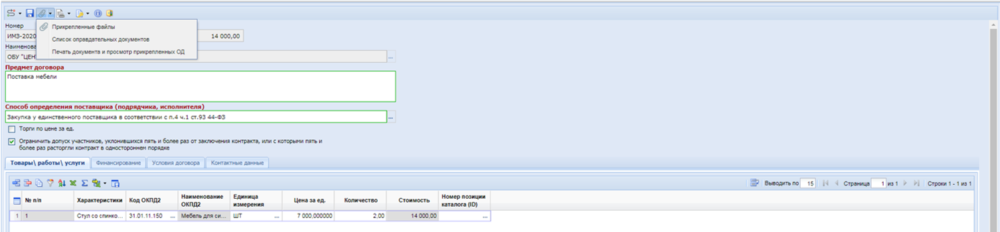 Номер
Прикрепленные файлы
ИМЗ-2020
14 000,00
Список оправдательных документов
Наименова
Печать документа и просмотр прикрепленных ОД
ОБУ "ЦЕН
...
Предмет договора
Поставка мебели
Способ определения поставщика (подрядчика, исполнителя)
Закупка у единственного поставщика в соответствии с п.4 ч.1 ст.93 44-ФЗ ...
Торги по цене за ед.
Ограничить допуск участников, уклонившихся пять и более раз от заключения контракта, или с которыми пять и
более раз расторгли контракт в одностороннем порядке
Товары\ работы\ услуги Финансирование Условия договора Контактные данные
Выводить по 15 Страница 1 из 1 Строки 1 - 1 из 1
№ п/п Характеристики Код ОКПД2 Наименование ОКПД2 Единица измерения Цена за ед. Количество Стоимость Номер позиции каталога (ID)
1 1 Стул со спинко... 31.01.11.150 ... Мебель для си... ШТ ... 7 000.000000 2,00 14 000,00 ...